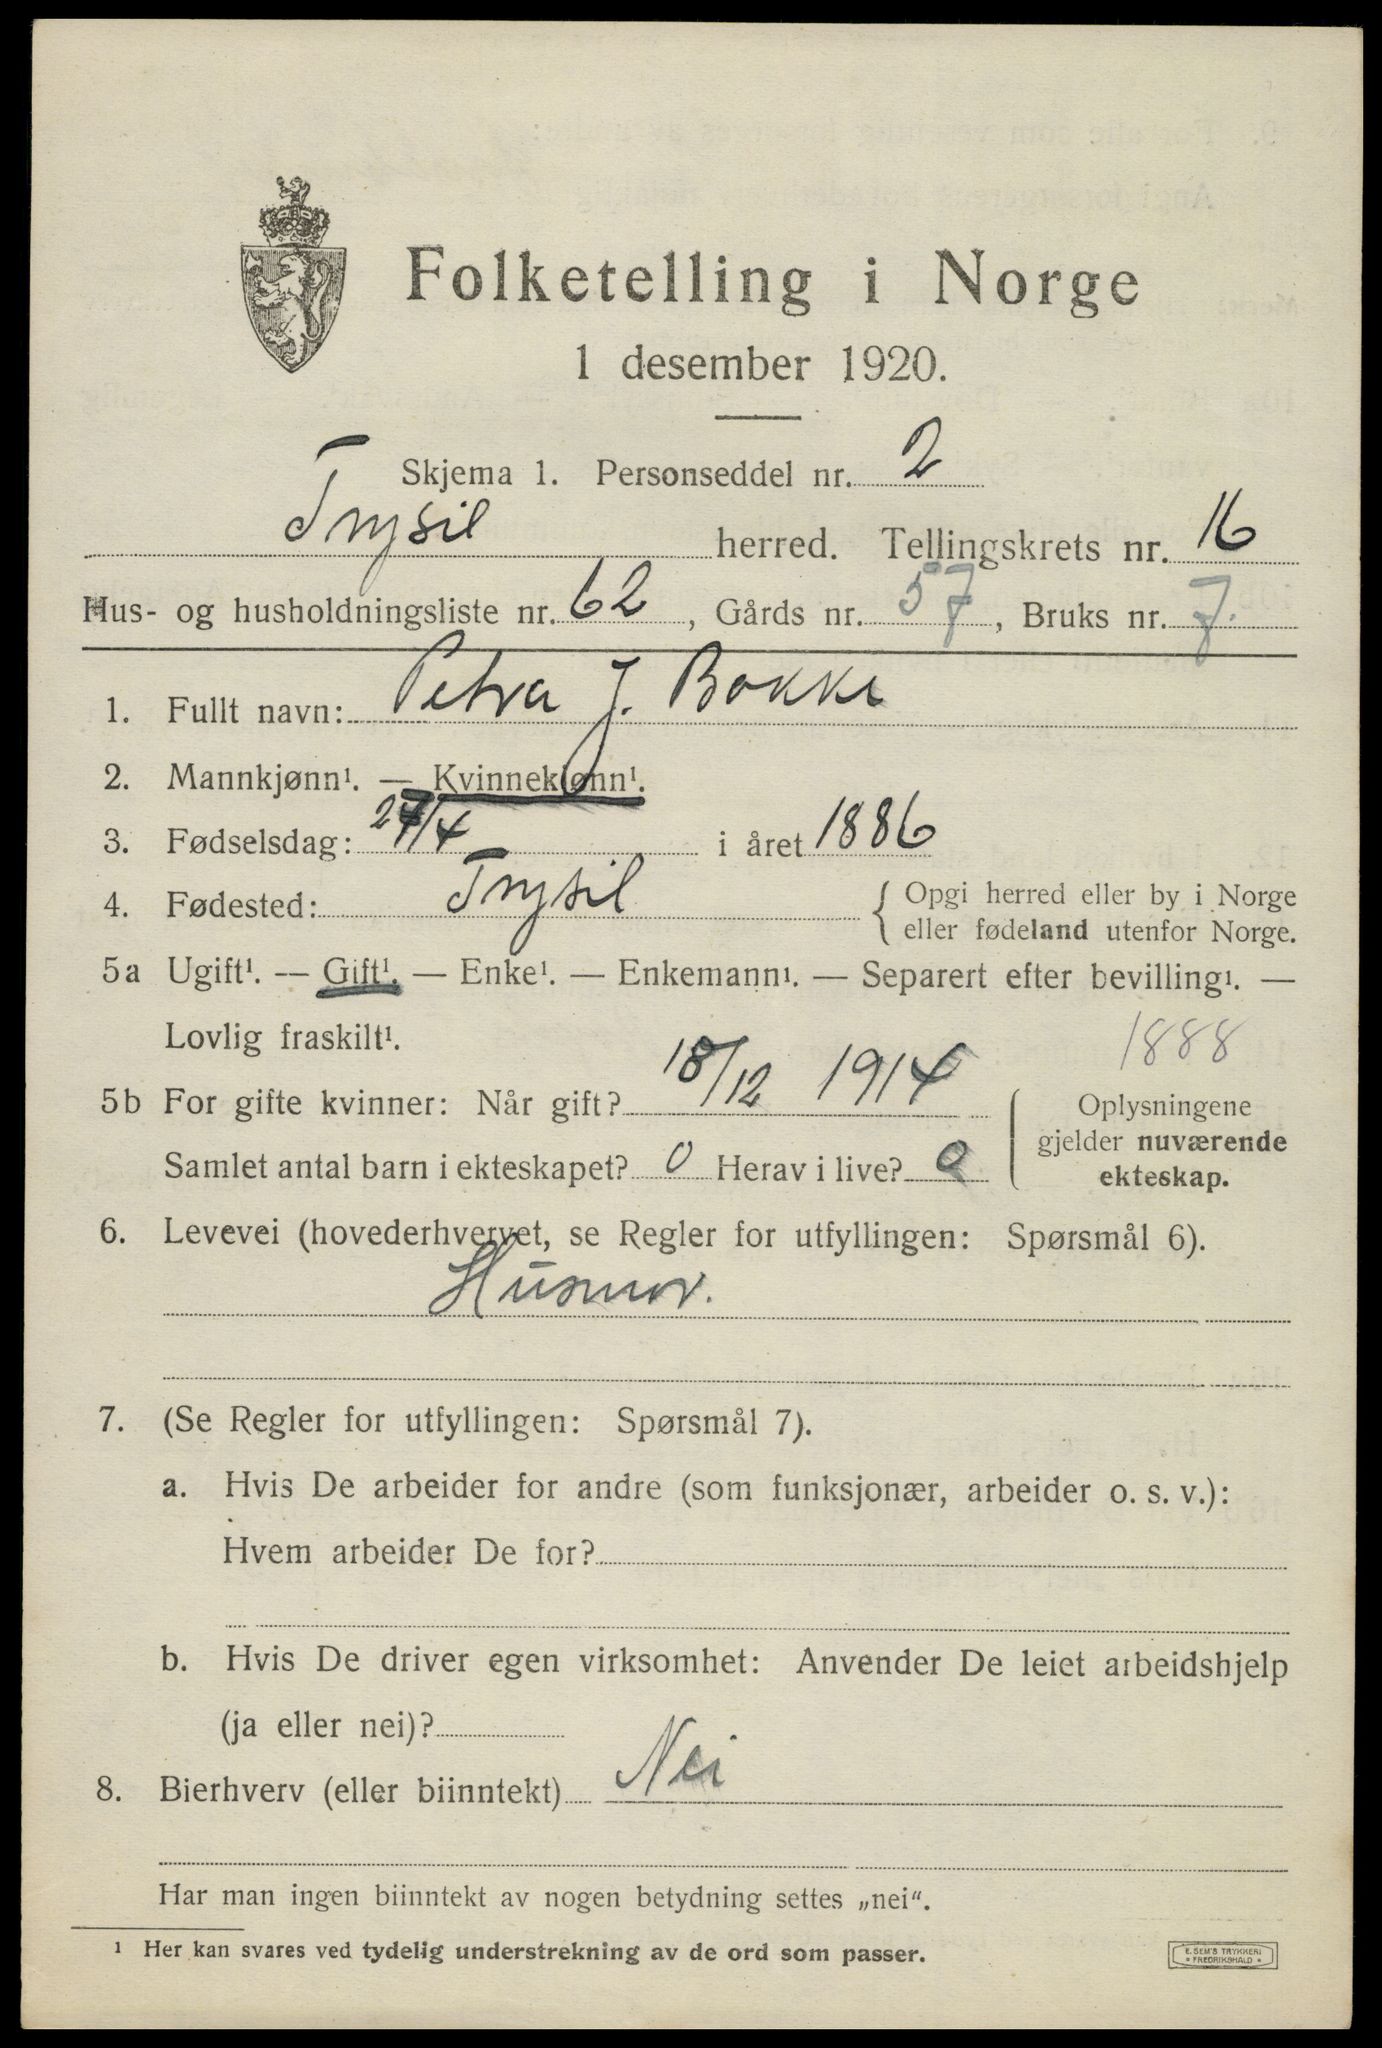 Folketelling i Norge
1 desember 1920.
Skjema 1. Personseddel nr. 2
Trysil herred. Tellingskrets nr. 16
Hus- og husholdningsliste nr. 62, Gårds nr. 57, Bruks nr. 7.
1. Fullt navn: Petra J. Bakke
2. Mannkjønn¹. — Kvinnekjønn¹.
3. Fødselsdag: 27/4 i året 1886
4. Fødested: Trysil { Opgi herred eller by i Norge
eller fødeland utenfor Norge.
5a Ugift¹. — Gift¹. — Enke¹. — Enkemann¹. — Separert efter bevilling¹. —
Lovlig fraskilt¹.
1888
5b For gifte kvinner: Når gift? 18/12 1914
Samlet antal barn i ekteskapet? 0 Herav i live? 0
Oplysningene
gjelder nuværende
ekteskap.
6. Levevei (hovederhvervet, se Regler for utfyllingen: Spørsmål 6).
Husmor.
7. (Se Regler for utfyllingen: Spørsmål 7).
a. Hvis De arbeider for andre (som funksjonær, arbeider o. s. v.):
Hvem arbeider De for?
b. Hvis De driver egen virksomhet: Anvender De leiet arbeidshjelp
(ja eller nei)?
8. Bierhverv (eller biinntekt) Nei
Har man ingen biinntekt av nogen betydning settes „nei“.
¹ Her kan svares ved tydelig understrekning av de ord som passer.
E. SEM'S TRYKKERI
* FREDRIKSHALD *